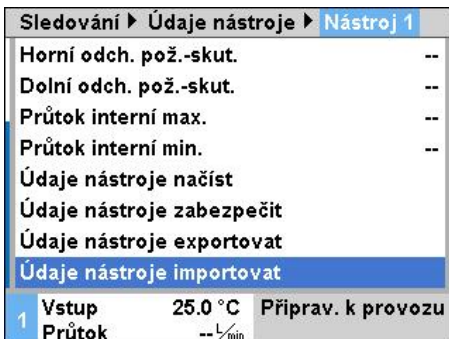 Sledování ▶ Údaje nástroje ▶ Nástroj 1
Horní odch. pož.-skut. --
Dolní odch. pož.-skut. --
Průtok interní max. --
Průtok interní min. --
Údaje nástroje načíst
Údaje nástroje zabezpečit
Údaje nástroje exportovat
Údaje nástroje importovat
1 Vstup 25.0 °C Připrav. k provozu
Průtok -- L/min